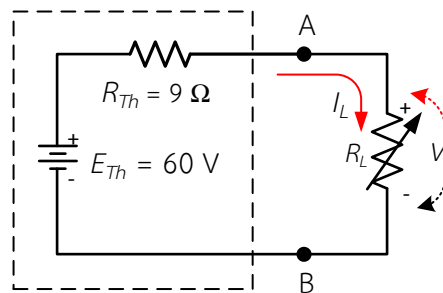 A
R_Th = 9 Ω
I_L
+
+
E_Th = 60 V
R_L
V
-
-
B